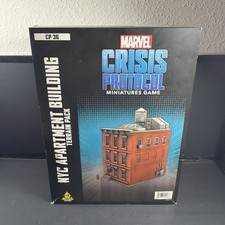 CP 36
NYC APARTMENT BUILDING
TERRAIN PACK
MARVEL
CRISIS
PROTOCOL
MINIATURES GAME